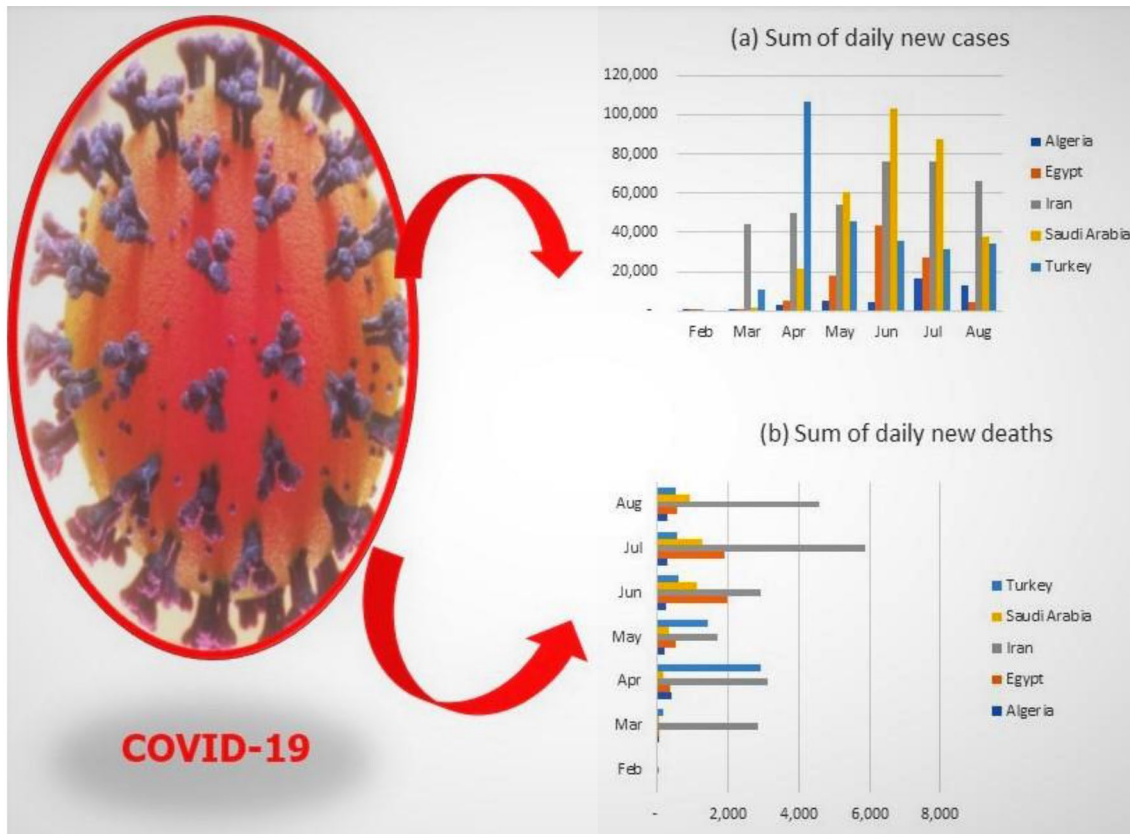 (a) Sum of daily new cases
120,000
100,000
80,000
60,000
40,000
20,000
-
Feb Mar Apr May Jun Jul Aug
Algeria
Egypt
Iran
Saudi Arabia
Turkey
(b) Sum of daily new deaths
Aug
Jul
Jun
May
Apr
Mar
Feb
- 2,000 4,000 6,000 8,000
Turkey
Saudi Arabia
Iran
Egypt
Algeria
COVID-19